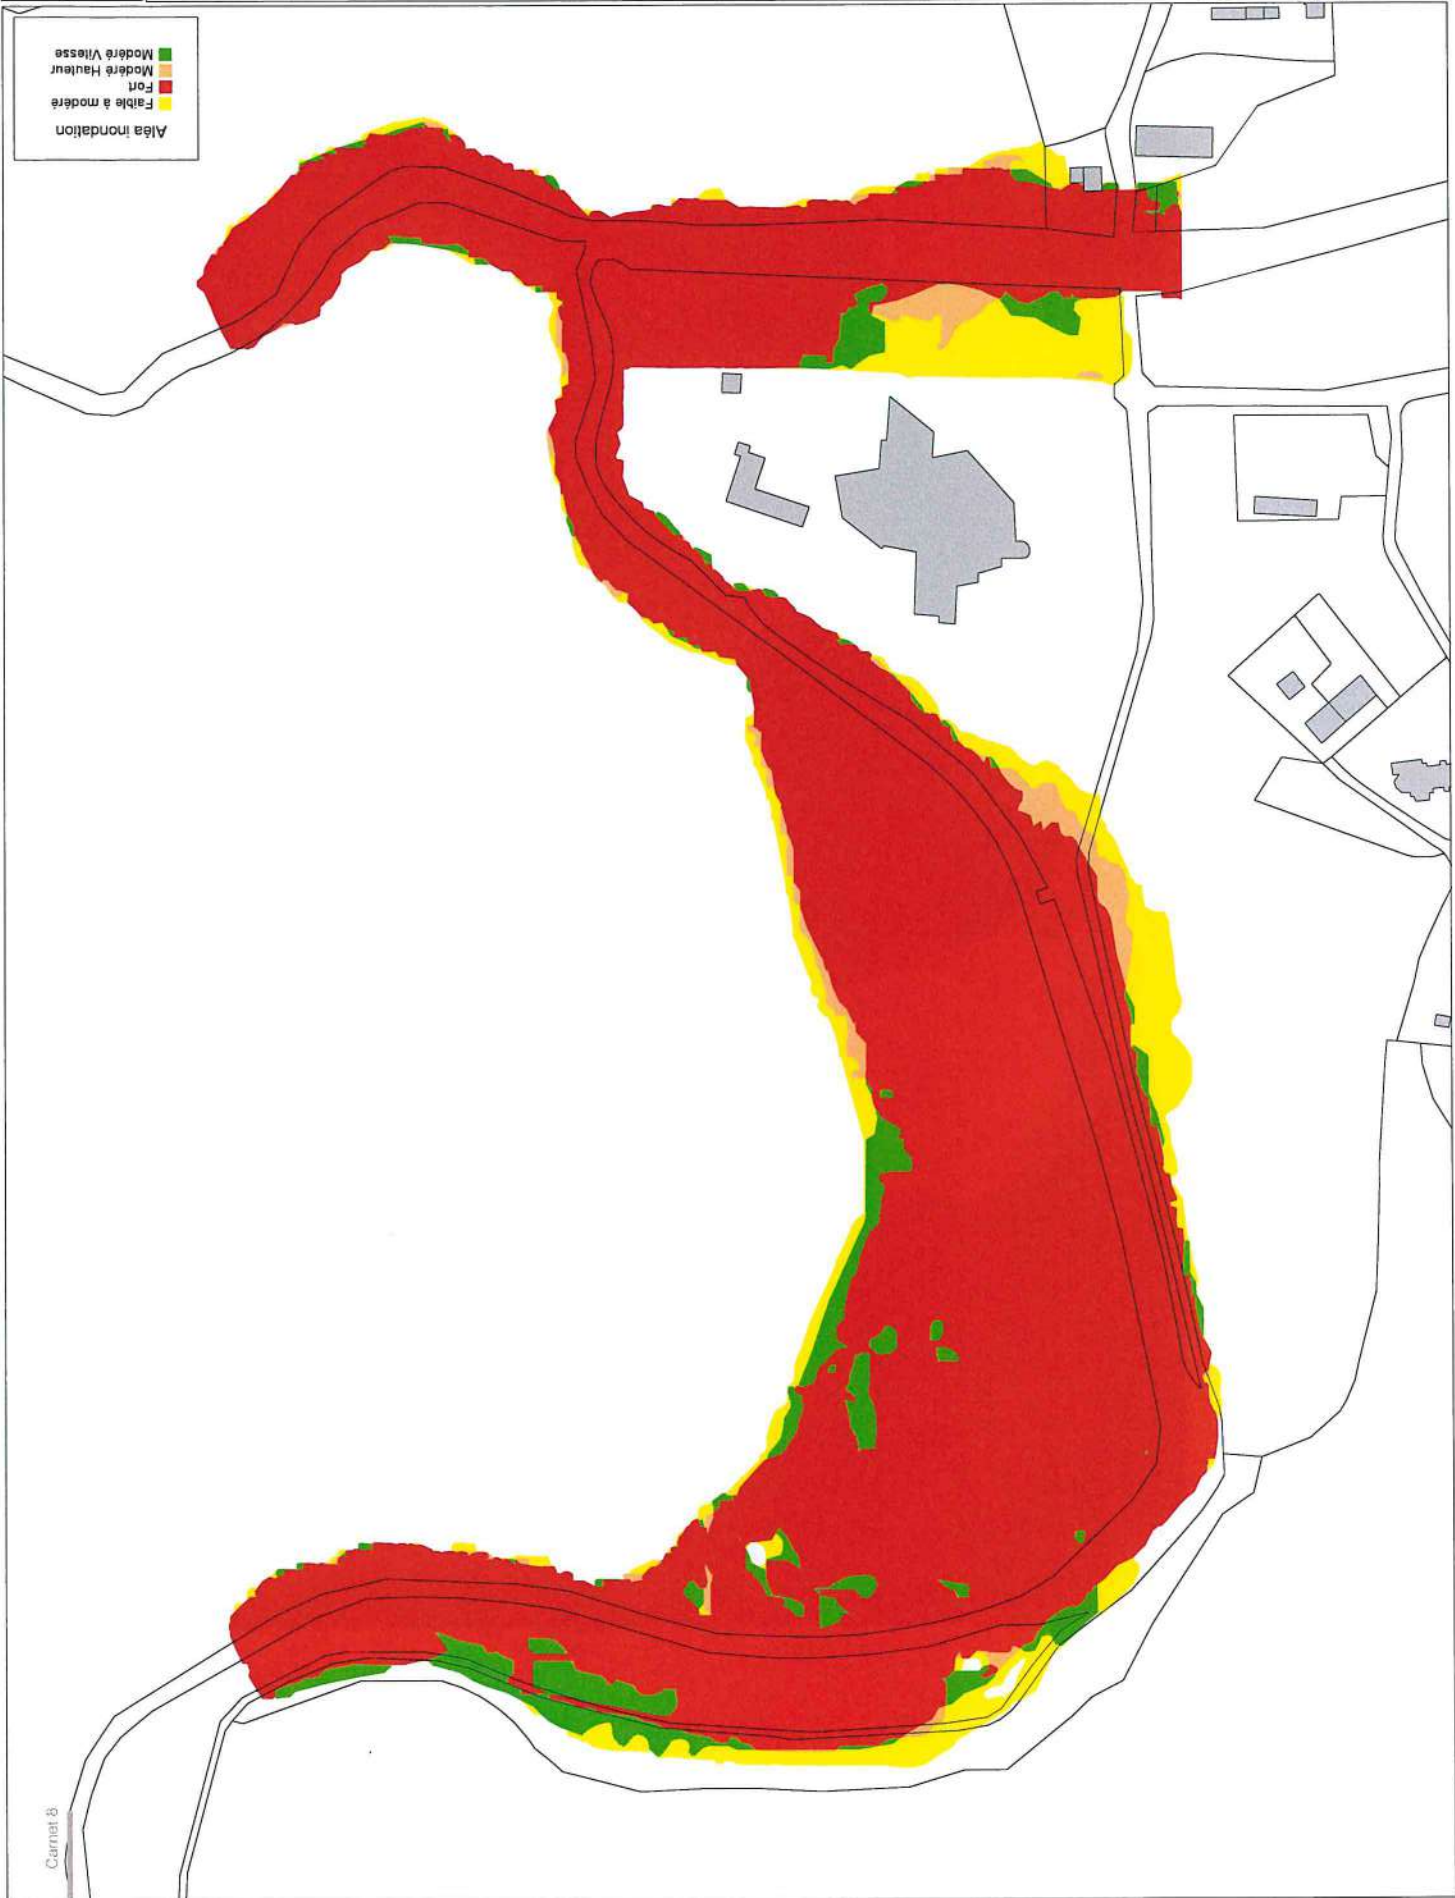 Aléa inondation
Faible à modéré
Fort
Modéré Hauteur
Modéré Vitesse
Carnet 8